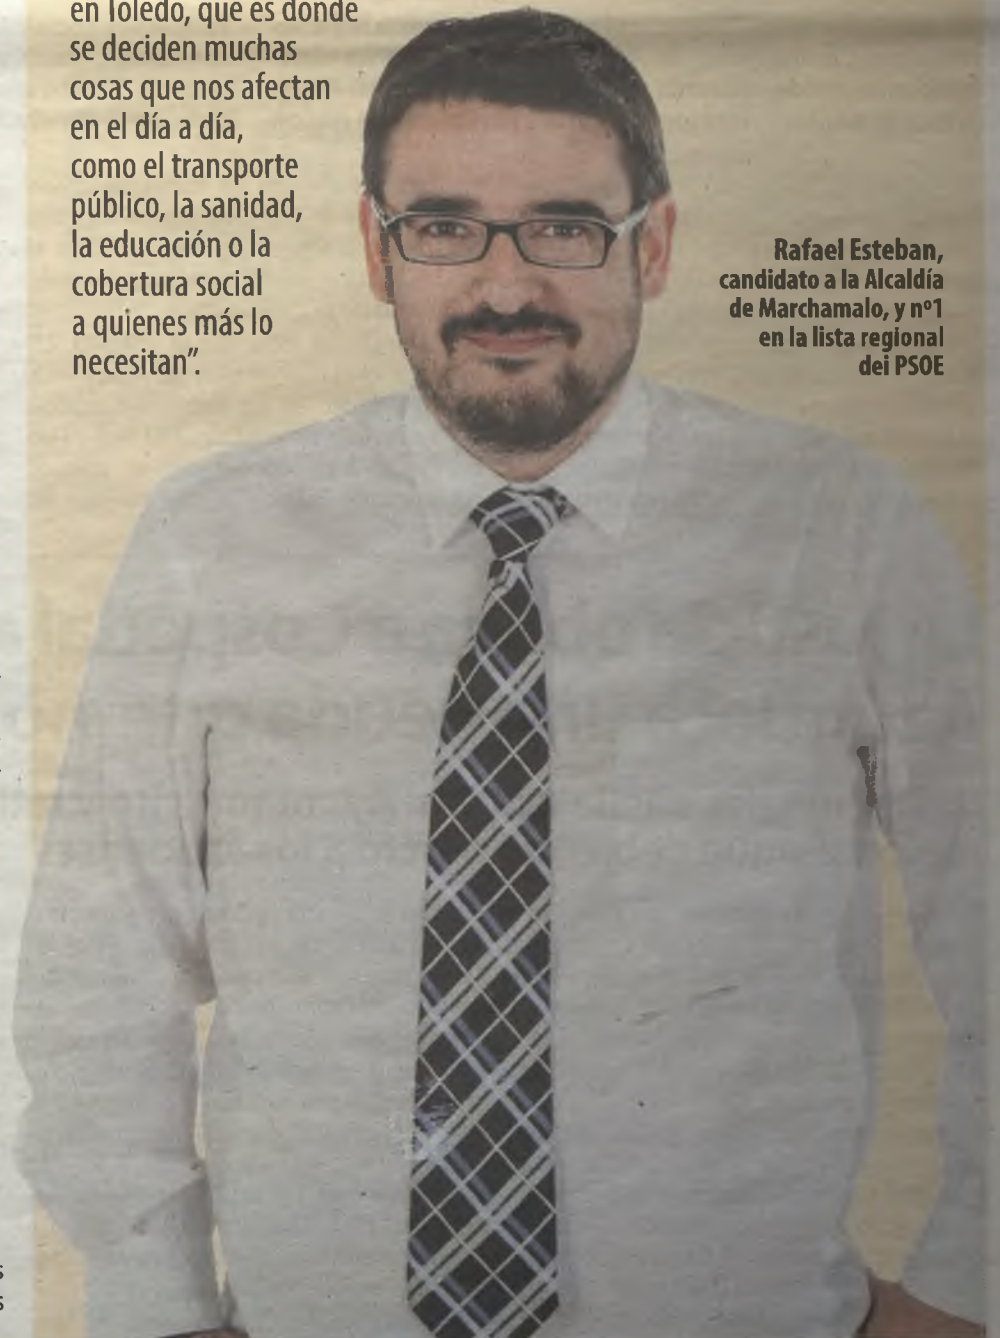 en Toledo, que es donde
se deciden muchas
cosas que nos afectan
en el día a día,
como el transporte
público, la sanidad,
la educación o la
cobertura social
a quienes más lo
necesitan”.
Rafael Esteban,
candidato a la Alcaldía
de Marchamalo, y nº1
en la lista regional
dei PSOE